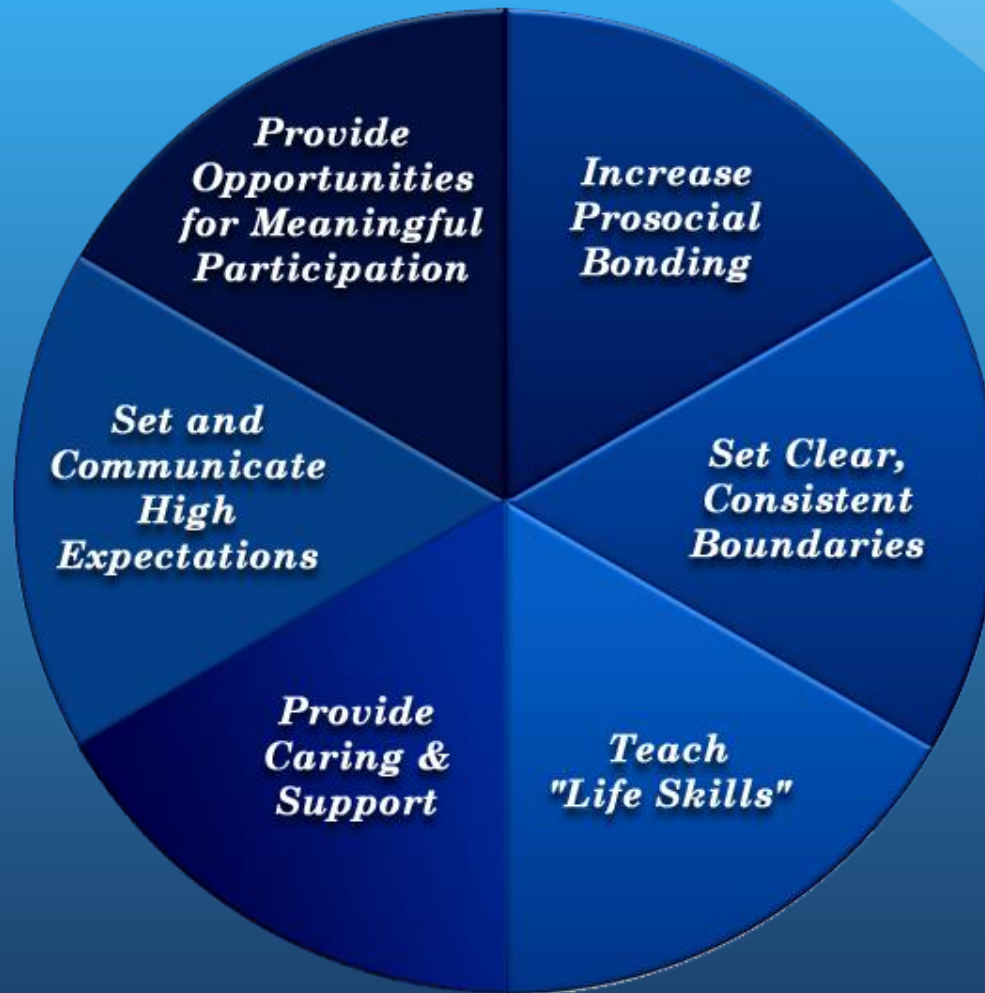 Provide
Opportunities
for Meaningful
Participation
Increase
Prosocial
Bonding
Set Clear,
Consistent
Boundaries
Teach
"Life Skills"
Provide
Caring &
Support
Set and
Communicate
High
Expectations